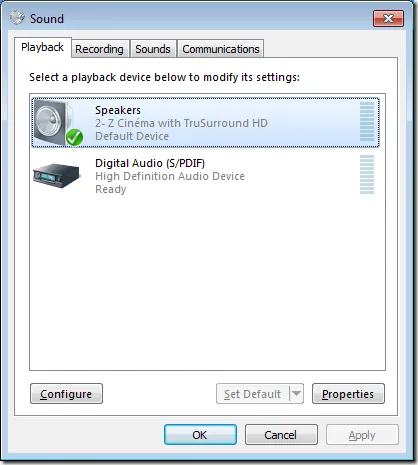 Sound
Playback Recording Sounds Communications
Select a playback device below to modify its settings:
Speakers
2- Z Cinéma with TruSurround HD
Default Device
Digital Audio (S/PDIF)
High Definition Audio Device
Ready
Configure Set Default Properties
OK Cancel Apply